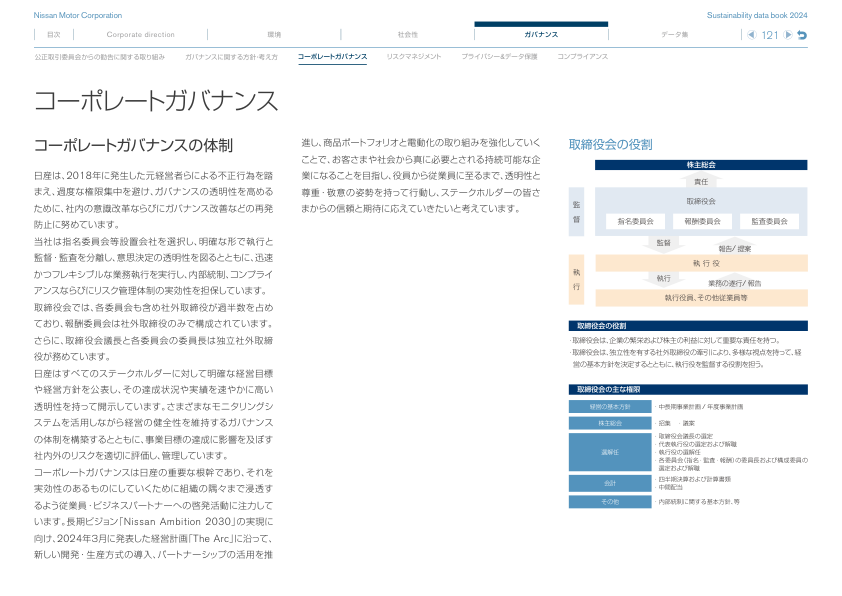 Nissan Motor Corporation
Sustainability data book 2024
目次
Corporate direction
環境
社会性
ガバナンス
データ集
121
公正取引委員会からの勧告に関する取り組み
ガバナンスに関する方針・考え方
コーポレートガバナンス
リスクマネジメント
プライバシー&データ保護
コンプライアンス
コーポレートガバナンス
コーポレートガバナンスの体制
日産は、2018年に発生した元経営者らによる不正行為を踏
まえ、過度な権限集中を避け、ガバナンスの透明性を高める
ために、社内の意識改革ならびにガバナンス改善などの再発
防止に努めています。
当社は指名委員会等設置会社を選択し、明確な形で執行と
監督・監査を分離し、意思決定の透明性を図るとともに、迅速
かつフレキシブルな業務執行を実行し、内部統制、コンプライ
アンスならびにリスク管理体制の実効性を担保しています。
取締役会では、各委員会も含め社外取締役が過半数を占め
ており、報酬委員会は社外取締役のみで構成されています。
さらに、取締役会議長と各委員会の委員長は独立社外取締
役が務めています。
日産はすべてのステークホルダーに対して明確な経営目標
や経営方針を公表し、その達成状況や実績を速やかに高い
透明性を持って開示しています。さまざまなモニタリングシ
ステムを活用しながら経営の健全性を維持するガバナンス
の体制を構築するとともに、事業目標の達成に影響を及ぼす
社内外のリスクを適切に評価し、管理しています。
コーポレートガバナンスは日産の重要な根幹であり、それを
実効性のあるものにしていくために組織の隅々まで浸透す
るよう従業員・ビジネスパートナーへの啓発活動に注力して
います。長期ビジョン「Nissan Ambition 2030」の実現に
向け、2024年3月に発表した経営計画「The Arc」に沿って、
新しい開発・生産方式の導入、パートナーシップの活用を推
進し、商品ポートフォリオと電動化の取り組みを強化していく
ことで、お客さまや社会から真に必要とされる持続可能な企
業になることを目指し、役員から従業員に至るまで、透明性と
尊重・敬意の姿勢を持って行動し、ステークホルダーの皆さ
まからの信頼と期待に応えていきたいと考えています。
取締役会の役割
株主総会
責任
監督
取締役会
指名委員会
報酬委員会
監査委員会
監督
報告/提案
執行
執行役
執行
業務の遂行/報告
執行役員、その他従業員等
取締役会の役割
・取締役会は、企業の繁栄および株主の利益に対して重要な責任を持つ。
・取締役会は、独立性を有する社外取締役の牽引により、多様な視点を持って、経
営の基本方針を決定するとともに、執行役を監督する役割を担う。
取締役会の主な権限
経営の基本方針
・中長期事業計画/年度事業計画
株主総会
・招集 ・議案
選解任
・取締役会議長の選定
・代表執行役の選定および解職
・執行役の選解任
・各委員会(指名・監査・報酬)の委員長および構成委員の
選定および解職
会計
・四半期決算および計算書類
・中間配当
その他
・内部統制に関する基本方針、等